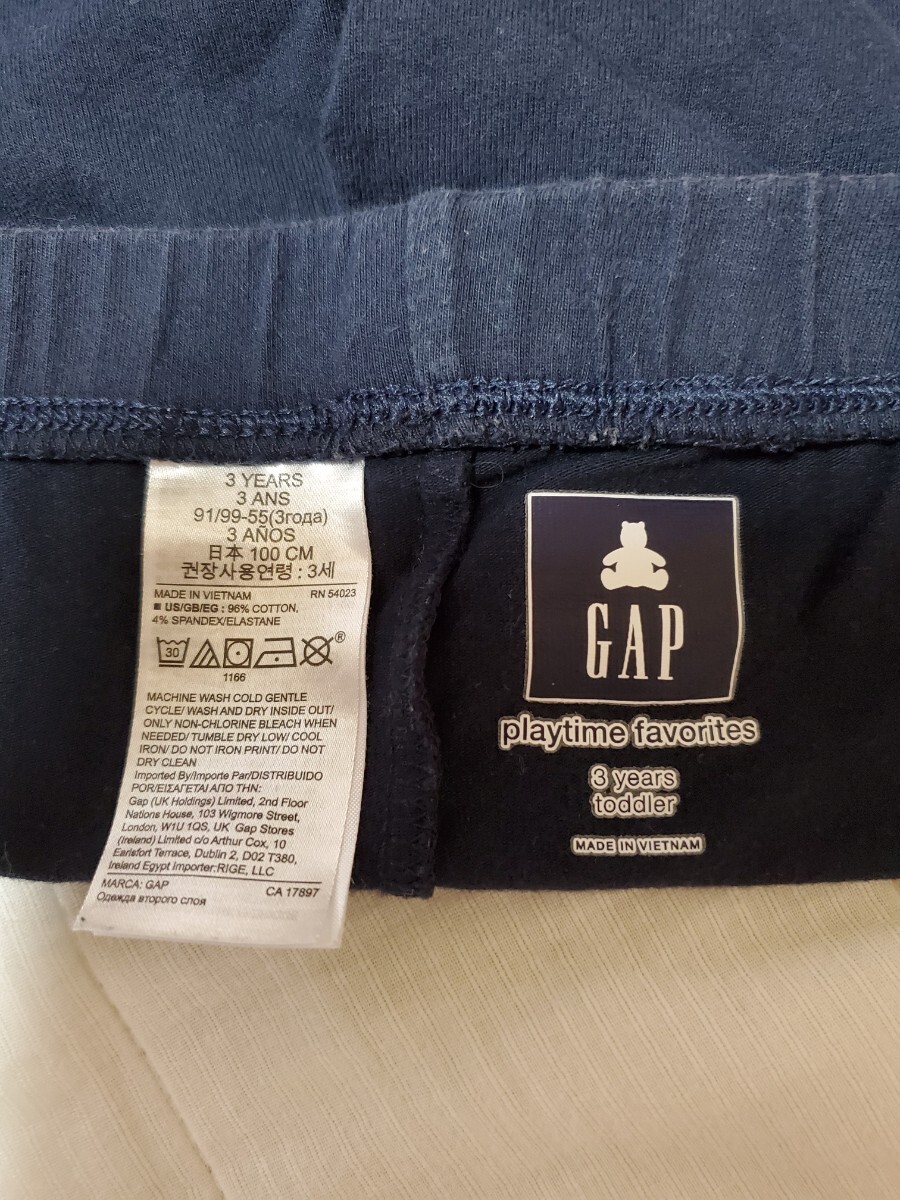 3 YEARS
3 ANS
91/99-55(3года)
3 AÑOS
日本 100 CM
권장사용연령 : 3세
MADE IN VIETNAM RN 54023
■ US/GB/EG : 96% COTTON,
4% SPANDEX/ELASTANE
30
®
1166
MACHINE WASH COLD GENTLE
CYCLE/ WASH AND DRY INSIDE OUT/
ONLY NON-CHLORINE BLEACH WHEN
NEEDED/ TUMBLE DRY LOW/ COOL
IRON/ DO NOT IRON PRINT/ DO NOT
DRY CLEAN
Imported By/Importe Par/DISTRIBUIDO
POR/ΕΙΣΑΓΕΤΑΙ ΑΠΟ ΤΗΝ:
Gap (UK Holdings) Limited, 2nd Floor
Nations House, 103 Wigmore Street,
London, W1U 1QS, UK Gap Stores
(Ireland) Limited c/o Arthur Cox, 10
Earlsfort Terrace, Dublin 2, D02 T380,
Ireland Egypt Importer:RIGE, LLC
MARCA: GAP CA 17897
Одежда второго слоя
GAP
playtime favorites
3 years
toddler
MADE IN VIETNAM